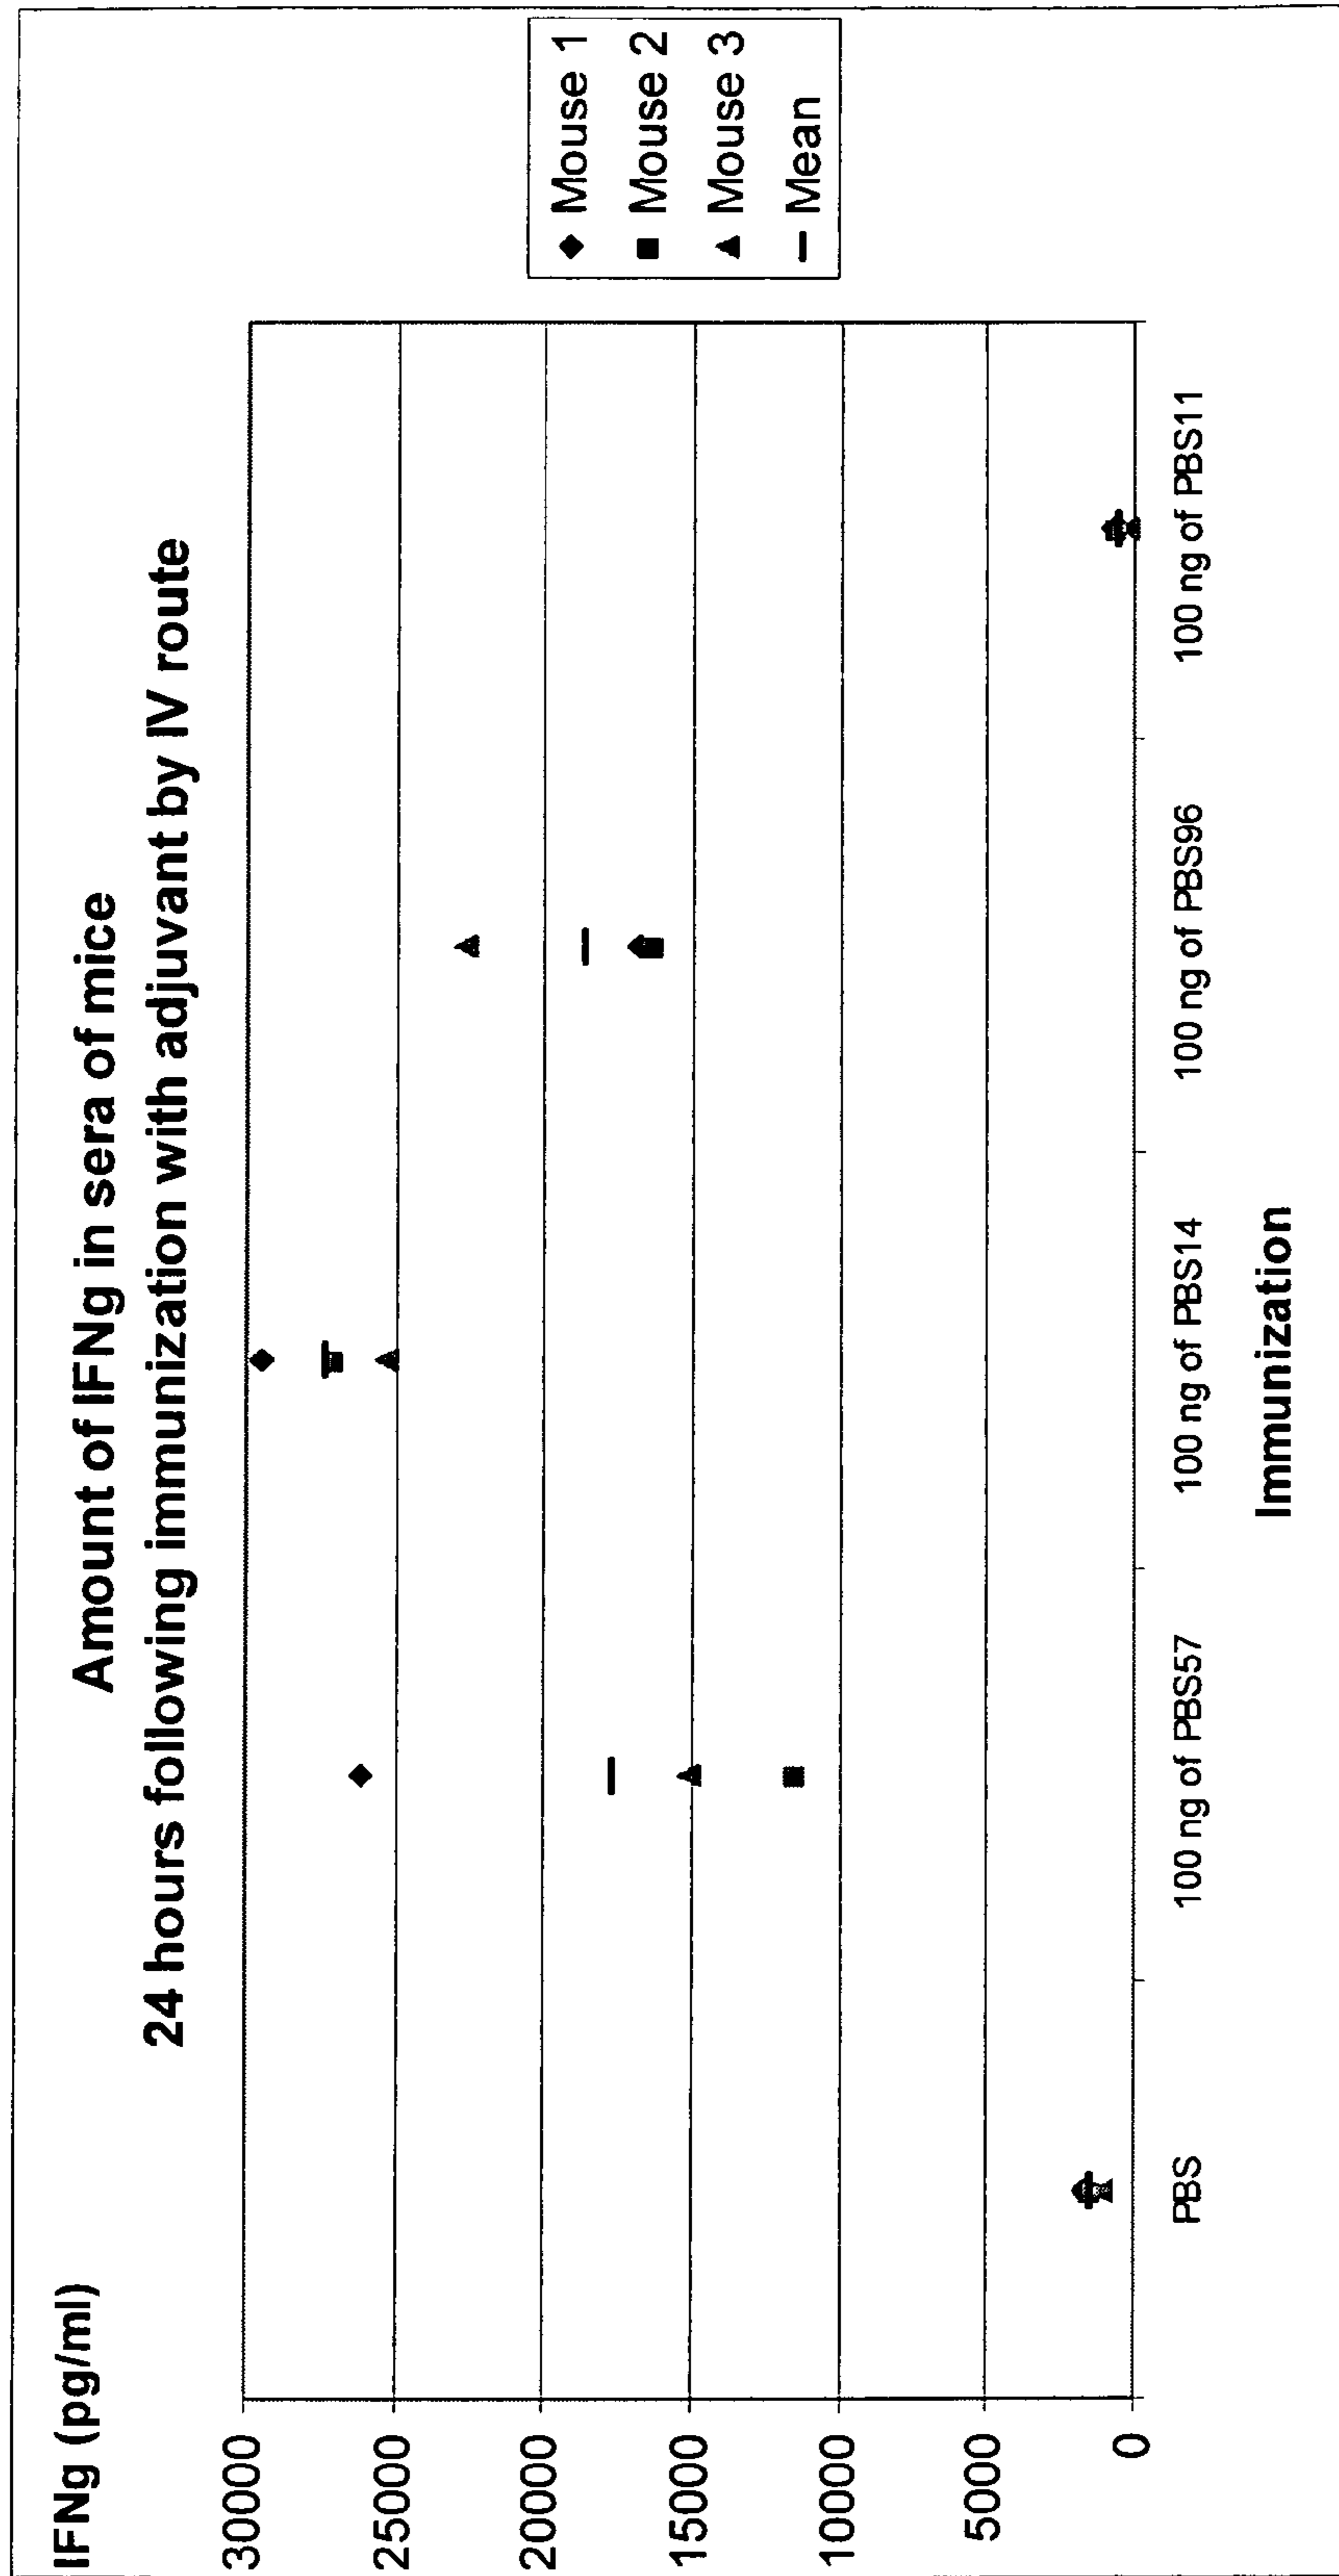 Amount of IFNg in sera of mice
24 hours following immunization with adjuvant by IV route
IFNg (pg/ml)
30000
25000
20000
15000
10000
5000
0
PBS
100 ng of PBS57
100 ng of PBS14
100 ng of PBS96
100 ng of PBS11
Immunization
Mouse 1
Mouse 2
Mouse 3
Mean